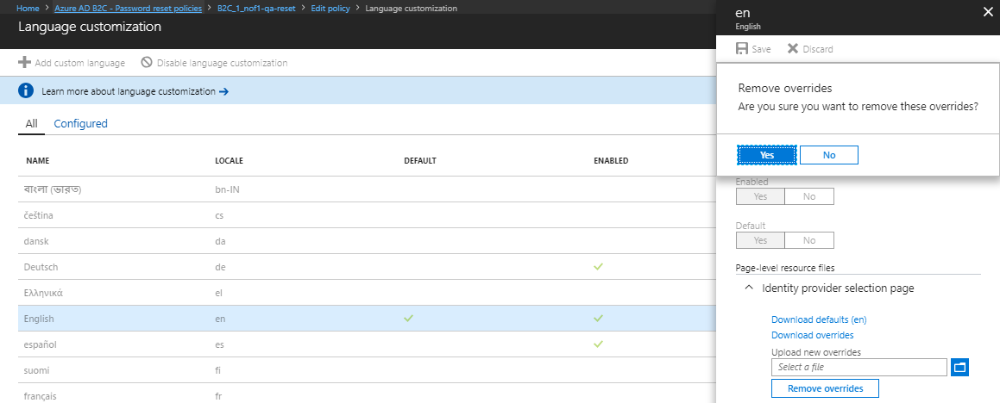 Home > Azure AD B2C - Password reset policies > B2C_1_nof1-qa-reset > Edit policy > Language customization
Language customization
Add custom language Disable language customization
Learn more about language customization →
All Configured
NAME LOCALE DEFAULT ENABLED
বাংলা (ভারত) bn-IN
čeština cs
dansk da
Deutsch de
Ελληνικά el
English en
español es
suomi fi
français fr
en
English
Save Discard
Remove overrides
Are you sure you want to remove these overrides?
Yes No
Enabled
Yes No
Default
Yes No
Page-level resource files
Identity provider selection page
Download defaults (en)
Download overrides
Upload new overrides
Select a file
Remove overrides